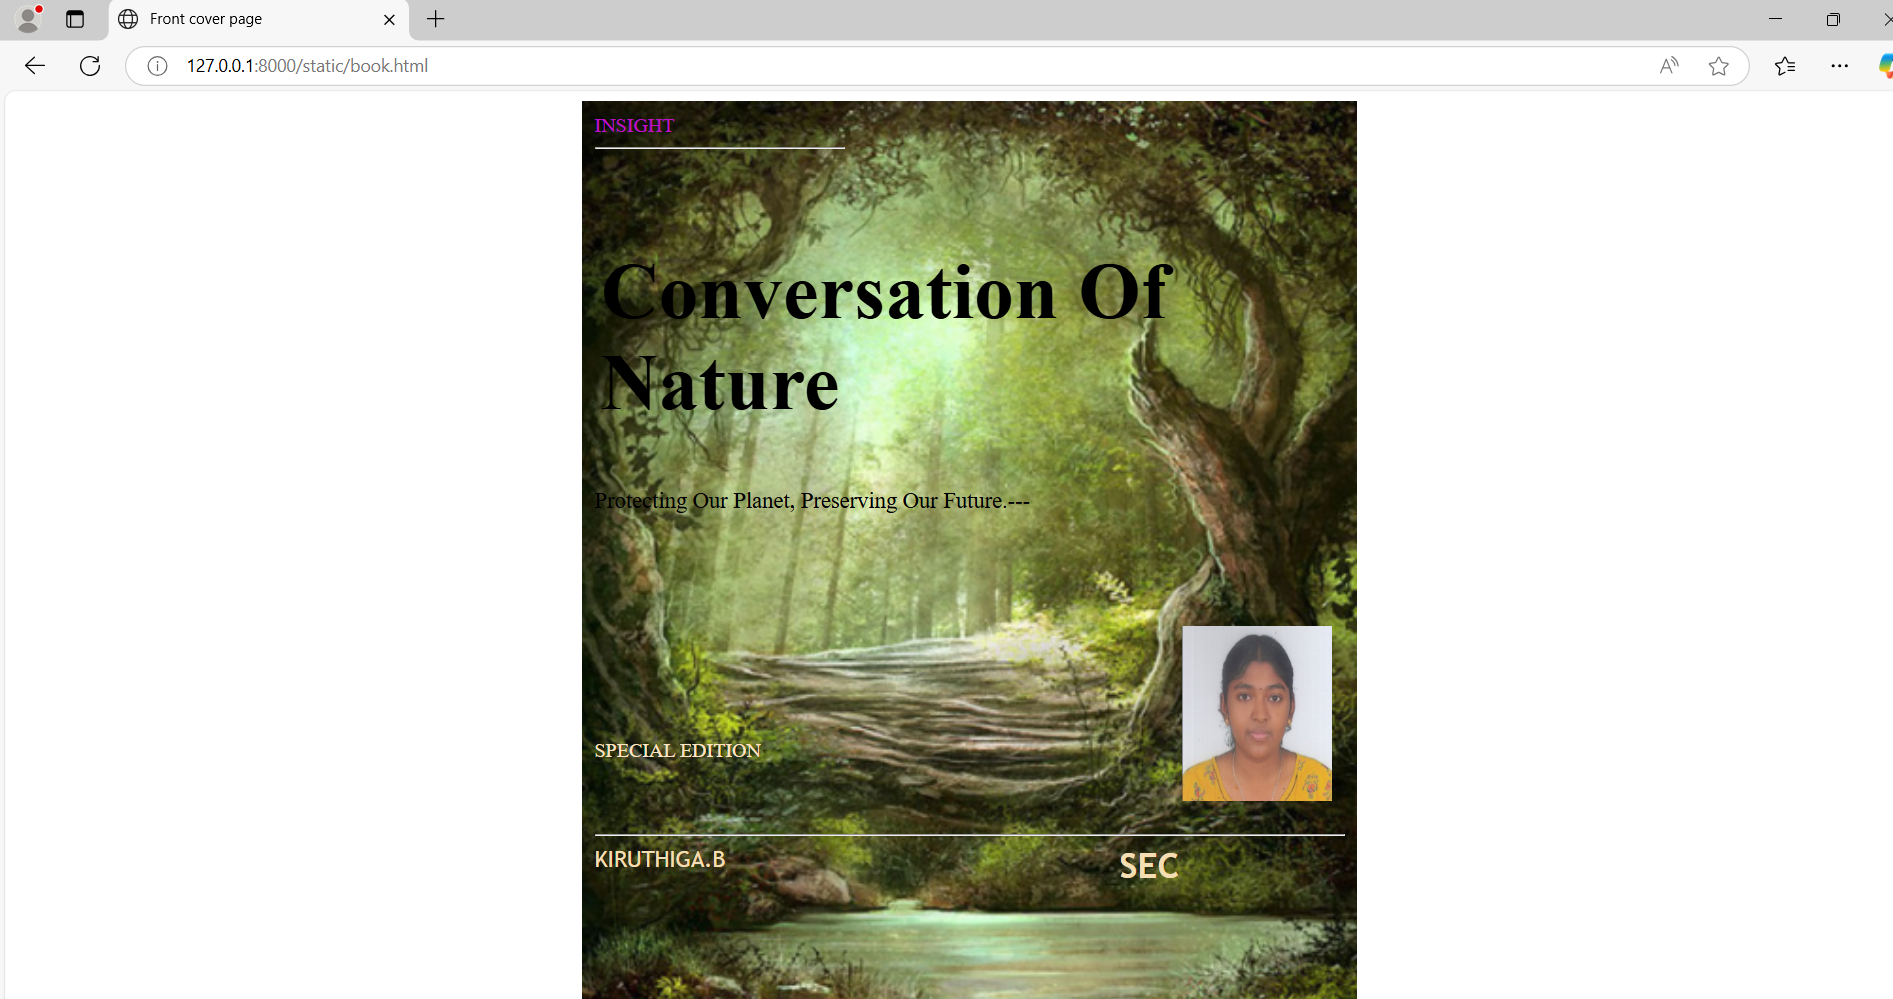 Front cover page
127.0.0.1:8000/static/book.html
INSIGHT
Conversation Of
Nature
Protecting Our Planet, Preserving Our Future.---
SPECIAL EDITION
KIRUTHIGA.B
SEC